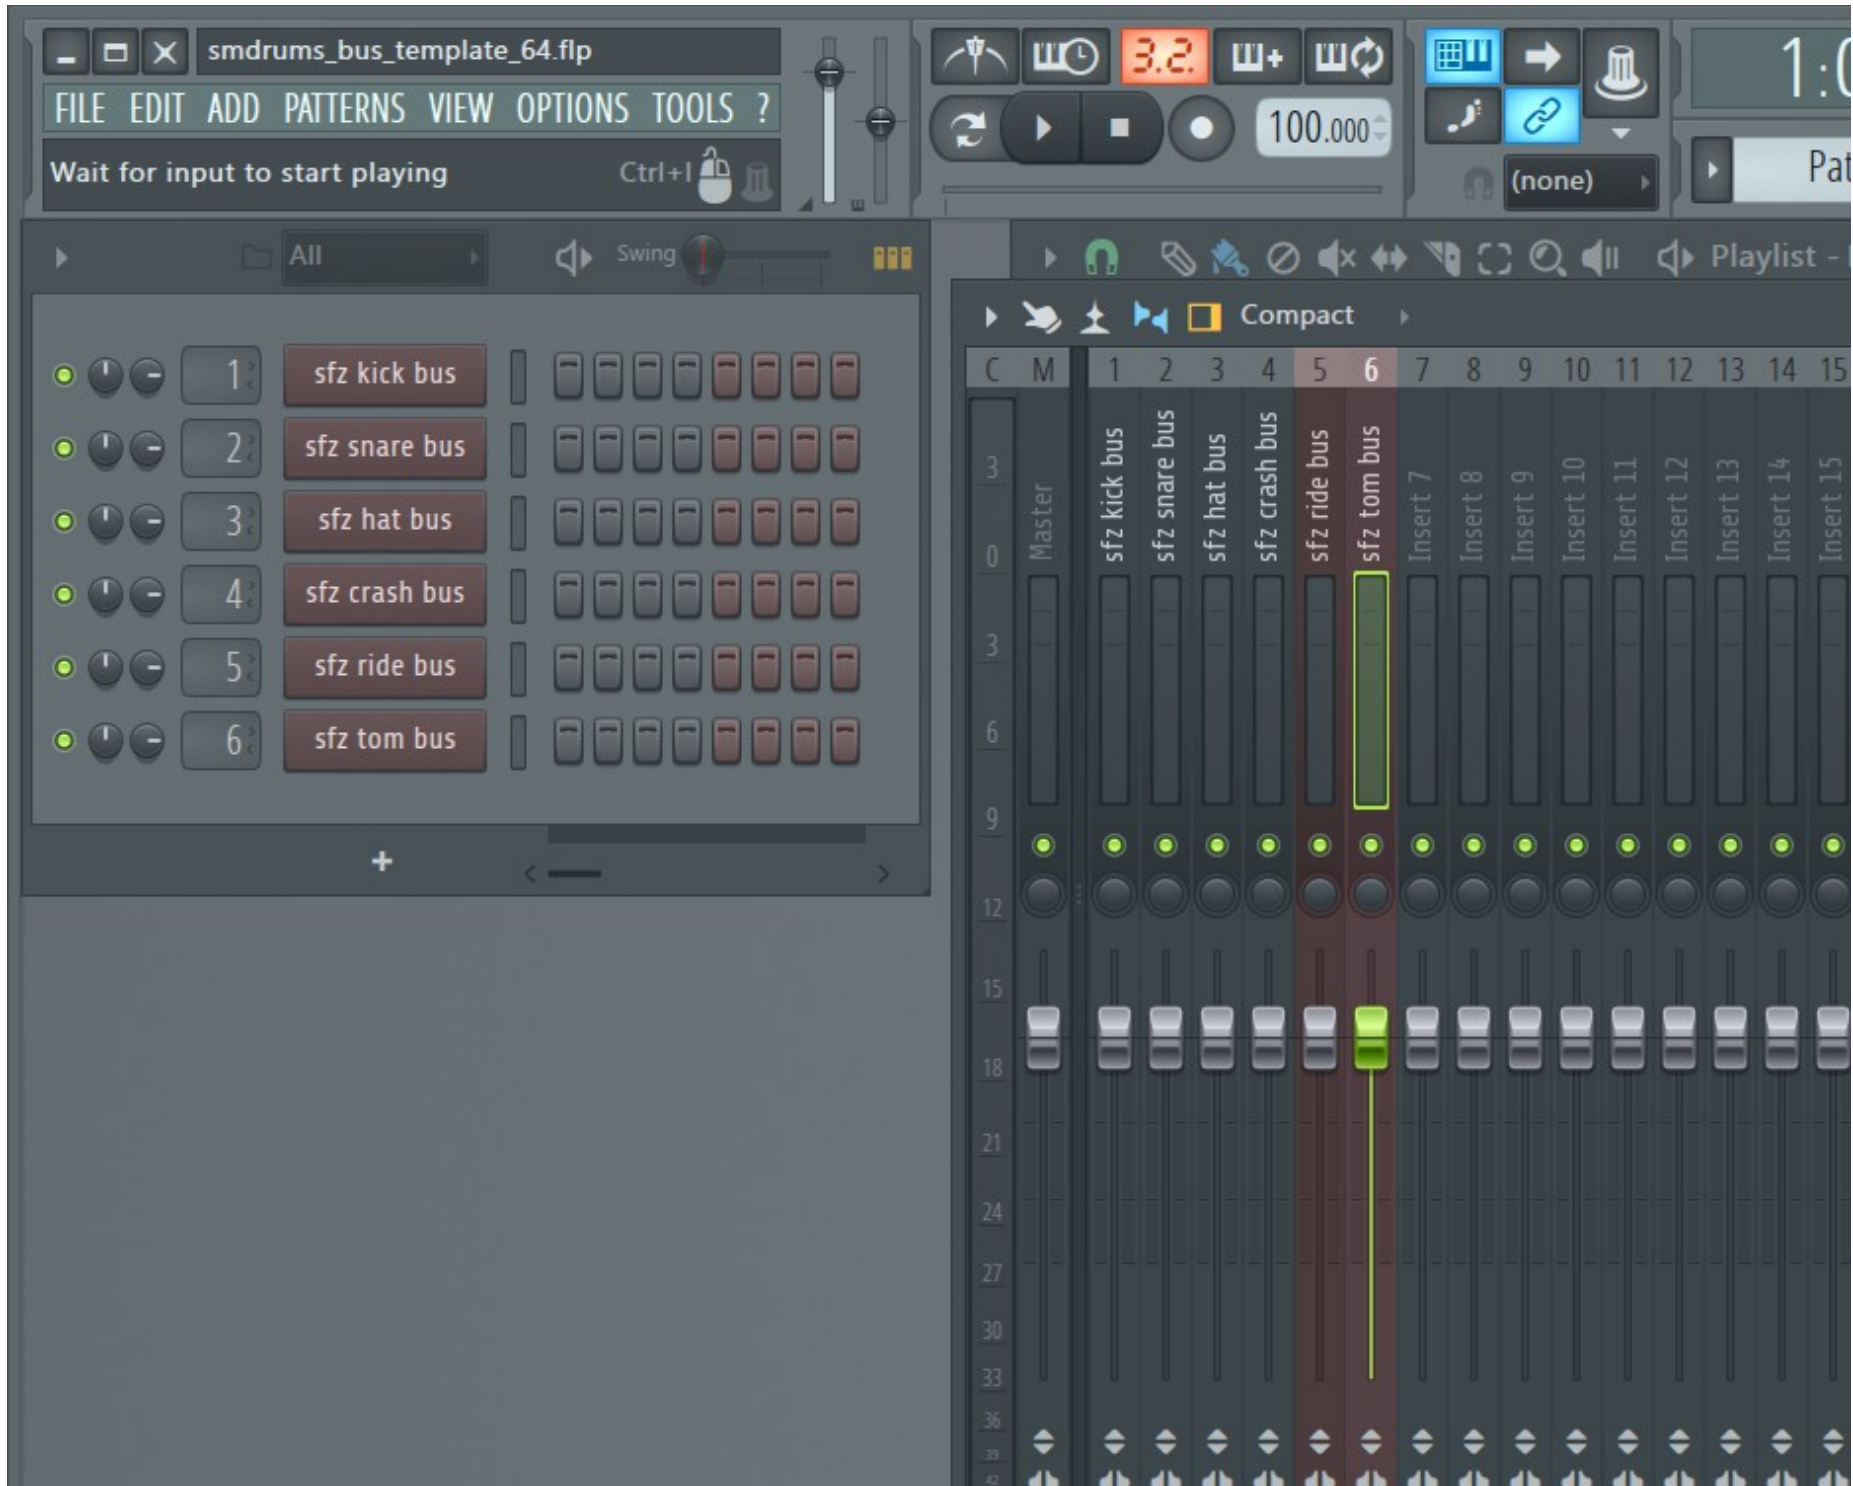 smdrums_bus_template_64.flp
FILE EDIT ADD PATTERNS VIEW OPTIONS TOOLS ?
Wait for input to start playing Ctrl+I
3.2.
100.000
(none)
1:0
Pat
All
Swing
Playlist -
Compact
1 sfz kick bus
2 sfz snare bus
3 sfz hat bus
4 sfz crash bus
5 sfz ride bus
6 sfz tom bus
+
C M 1 2 3 4 5 6 7 8 9 10 11 12 13 14 15
Master
sfz kick bus
sfz snare bus
sfz hat bus
sfz crash bus
sfz ride bus
sfz tom bus
Insert 7
Insert 8
Insert 9
Insert 10
Insert 11
Insert 12
Insert 13
Insert 14
Insert 15
3
0
3
6
9
12
15
18
21
24
27
30
33
36
39
42